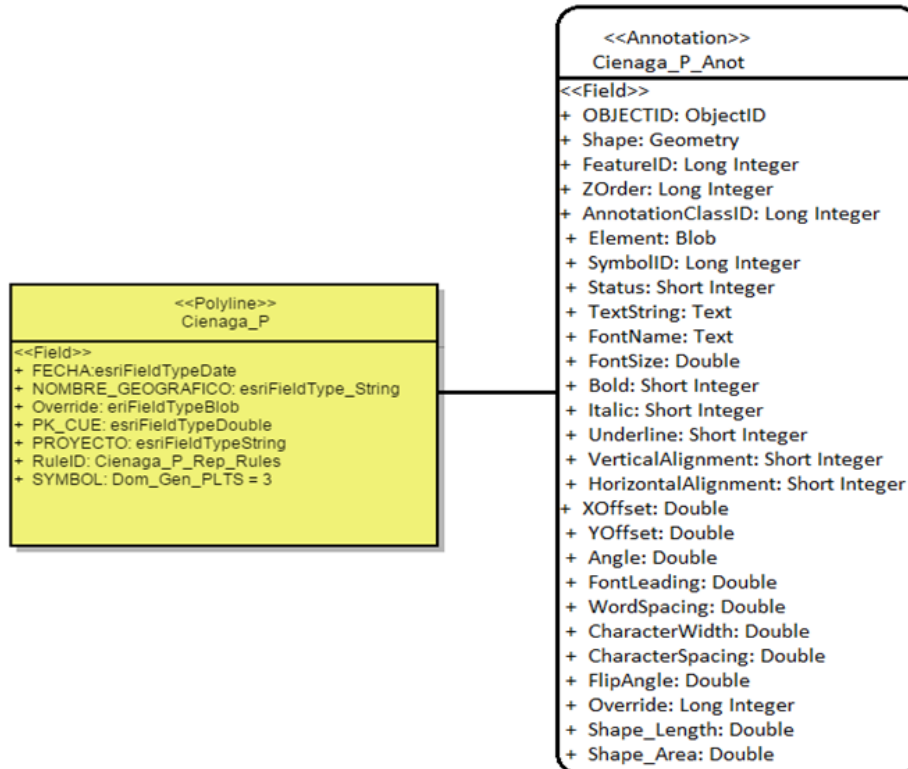 <<Polyline>>
Cienaga_P
<<Field>>
+ FECHA:esriFieldTypeDate
+ NOMBRE_GEOGRAFICO: esriFieldType_String
+ Override: eriFieldTypeBlob
+ PK_CUE: esriFieldTypeDouble
+ PROYECTO: esriFieldTypeString
+ RuleID: Cienaga_P_Rep_Rules
+ SYMBOL: Dom_Gen_PLTS = 3
<<Annotation>>
Cienaga_P_Anot
<<Field>>
+ OBJECTID: ObjectID
+ Shape: Geometry
+ FeatureID: Long Integer
+ ZOrder: Long Integer
+ AnnotationClassID: Long Integer
+ Element: Blob
+ SymbolID: Long Integer
+ Status: Short Integer
+ TextString: Text
+ FontName: Text
+ FontSize: Double
+ Bold: Short Integer
+ Italic: Short Integer
+ Underline: Short Integer
+ VerticalAlignment: Short Integer
+ HorizontalAlignment: Short Integer
+ XOffset: Double
+ YOffset: Double
+ Angle: Double
+ FontLeading: Double
+ WordSpacing: Double
+ CharacterWidth: Double
+ CharacterSpacing: Double
+ FlipAngle: Double
+ Override: Long Integer
+ Shape_Length: Double
+ Shape_Area: Double